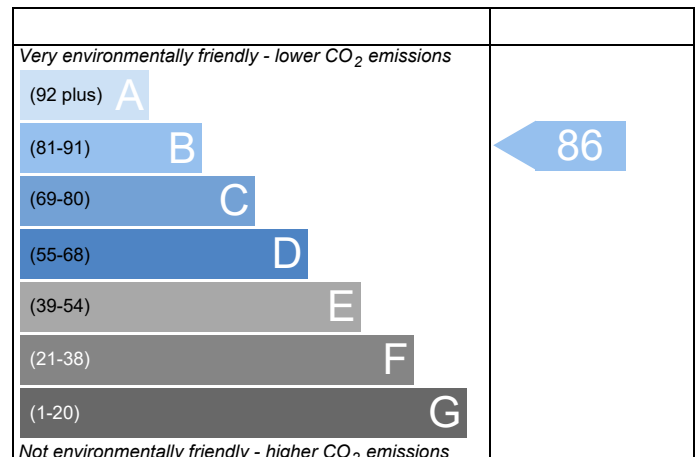 Very environmentally friendly - lower CO2 emissions
(92 plus) A
(81-91) B
86
(69-80) C
(55-68) D
(39-54) E
(21-38) F
(1-20) G
Not environmentally friendly - higher CO2 emissions